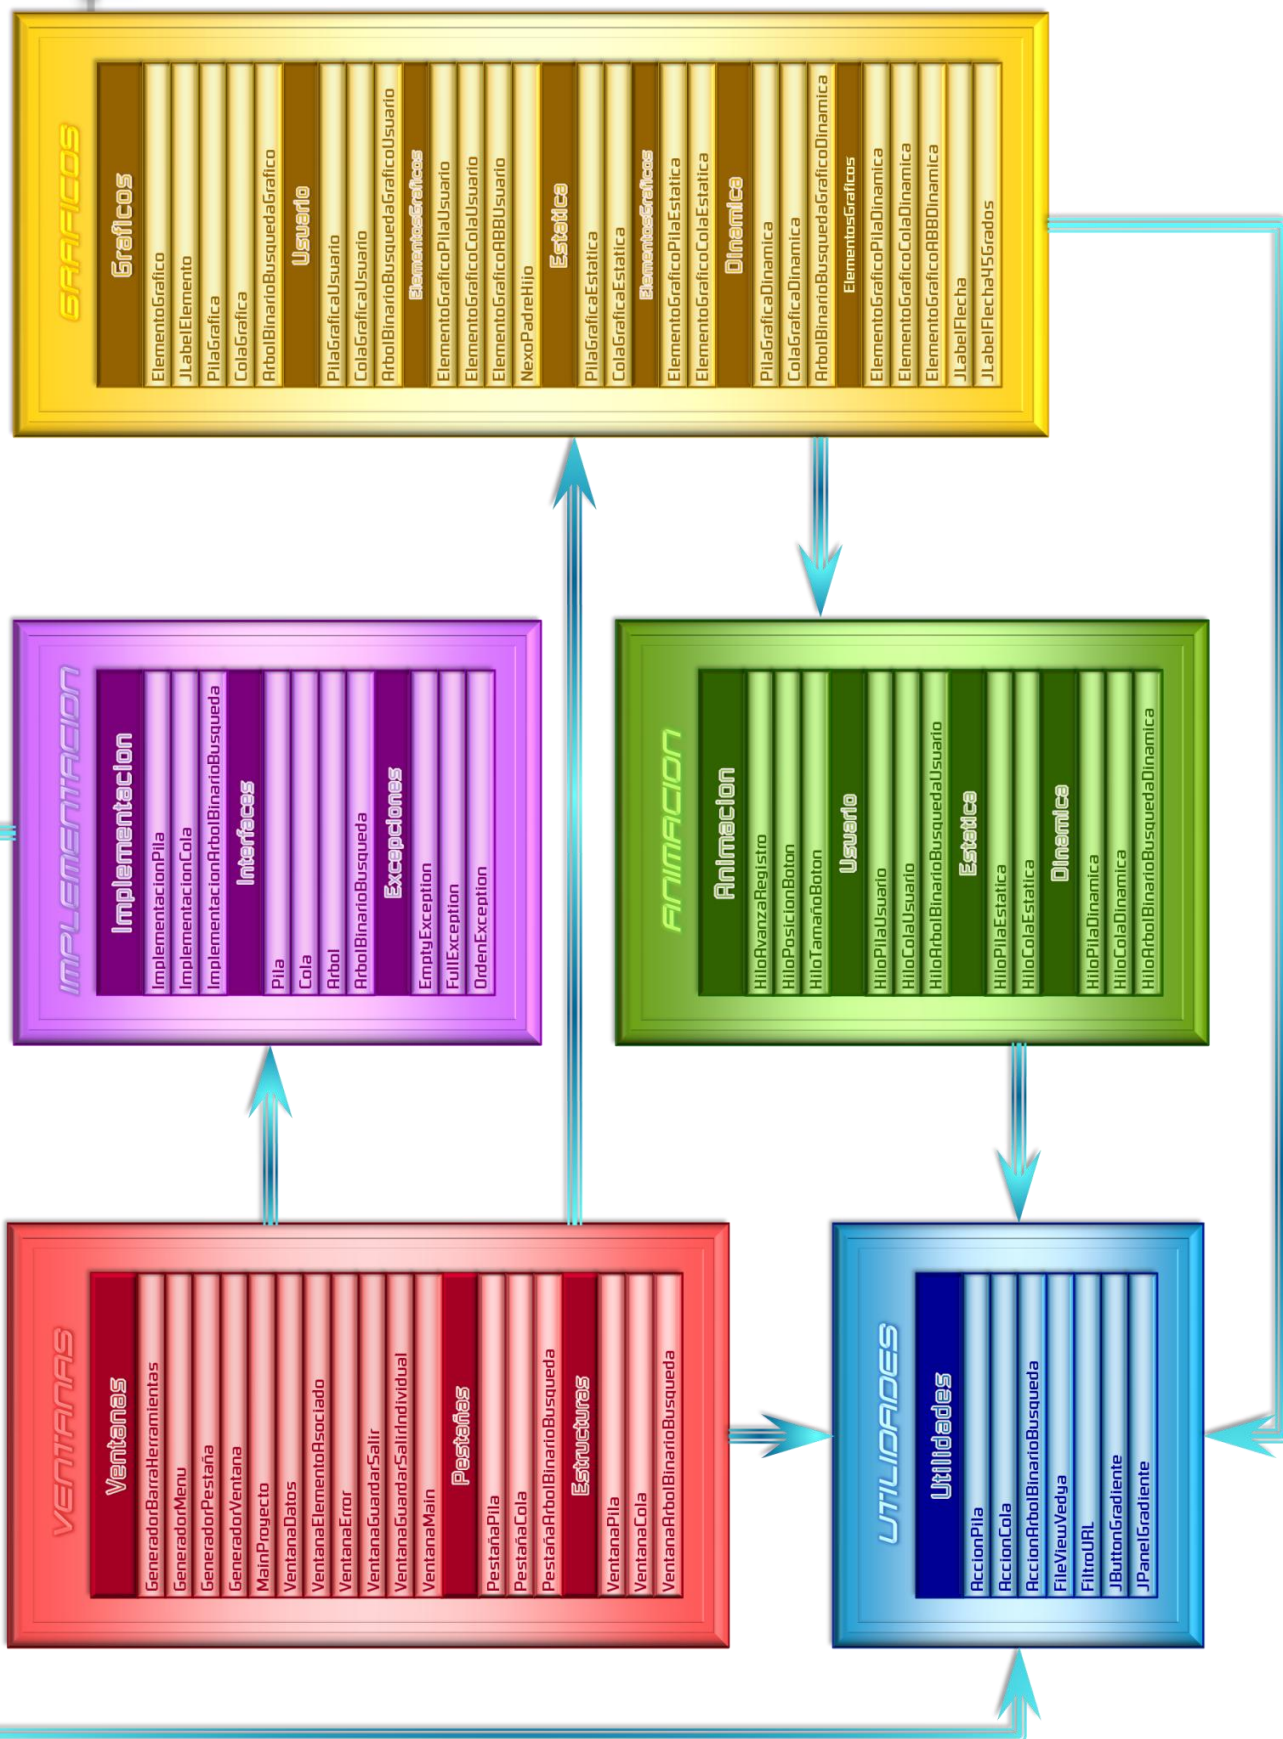 VENTANAS
Ventanas
GeneradorBarraHerramientas
GeneradorMenu
GeneradorPestaña
GeneradorVentana
MainProyecto
VentanaDatos
VentanaElementoAsociado
VentanaError
VentanaGuardarSalir
VentanaGuardarSalirIndividual
VentanaMain
Pestañas
PestañaPila
PestañaCola
PestañaArbolBinarioBusqueda
Estructuras
VentanaPila
VentanaCola
VentanaArbolBinarioBusqueda
IMPLEMENTACION
Implementacion
ImplementacionPila
ImplementacionCola
ImplementacionArbolBinarioBusqueda
Interfaces
Pila
Cola
Arbol
ArbolBinarioBusqueda
Excepciones
EmptyException
FullException
OrdenException
GRAFICOS
Graficos
ElementoGrafico
JLabelElemento
PilaGrafica
ColaGrafica
ArbolBinarioBusquedaGrafico
Usuario
PilaGraficaUsuario
ColaGraficaUsuario
ArbolBinarioBusquedaGraficoUsuario
ElementosGraficos
ElementoGraficoPilaUsuario
ElementoGraficoColaUsuario
ElementoGraficoABBUsuario
NexoPadreHijo
Estatica
PilaGraficaEstatica
ColaGraficaEstatica
ElementosGraficos
ElementoGraficoPilaEstatica
ElementoGraficoColaEstatica
Dinamica
PilaGraficaDinamica
ColaGraficaDinamica
ArbolBinarioBusquedaGraficoDinamica
ElementosGraficos
ElementoGraficoPilaDinamica
ElementoGraficoColaDinamica
ElementoGraficoABBDinamica
JLabelFlecha
JLabelFlecha45Grados
UTILIDADES
Utilidades
AccionPila
AccionCola
AccionArbolBinarioBusqueda
FileViewVedya
FiltroURL
JButtonGradiente
JPanelGradiente
ANIMACION
Animacion
HiloAvanzaRegistro
HiloPosicionBoton
HiloTamañoBoton
Usuario
HiloPilaUsuario
HiloColaUsuario
HiloArbolBinarioBusquedaUsuario
Estatica
HiloPilaEstatica
HiloColaEstatica
Dinamica
HiloPilaDinamica
HiloColaDinamica
HiloArbolBinarioBusquedaDinamica